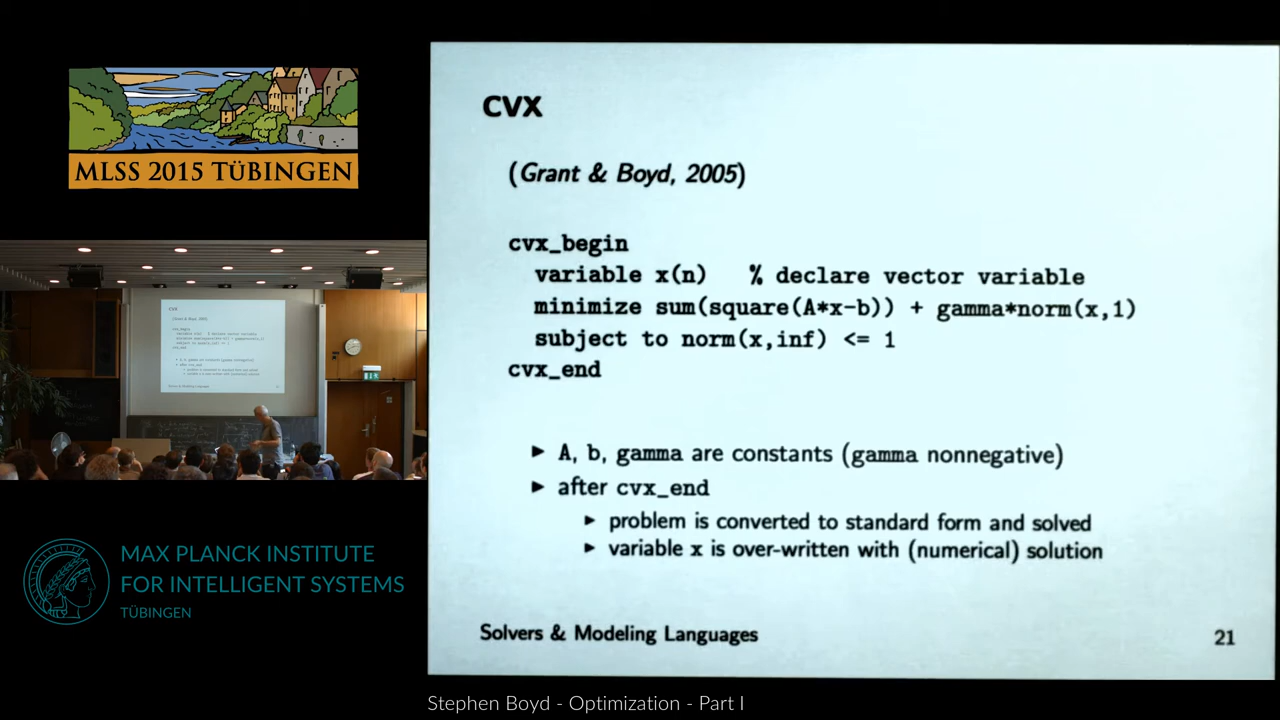 MLSS 2015 TÜBINGEN
CVX
(Grant & Boyd, 2005)
cvx_begin
variable x(n) % declare vector variable
minimize sum(square(A*x-b)) + gamma*norm(x,1)
subject to norm(x,inf) <= 1
cvx_end
► A, b, gamma are constants (gamma nonnegative)
► after cvx_end
► problem is converted to standard form and solved
► variable x is over-written with (numerical) solution
Solvers & Modeling Languages 21
MAX PLANCK INSTITUTE
FOR INTELLIGENT SYSTEMS
TÜBINGEN
Stephen Boyd - Optimization - Part I